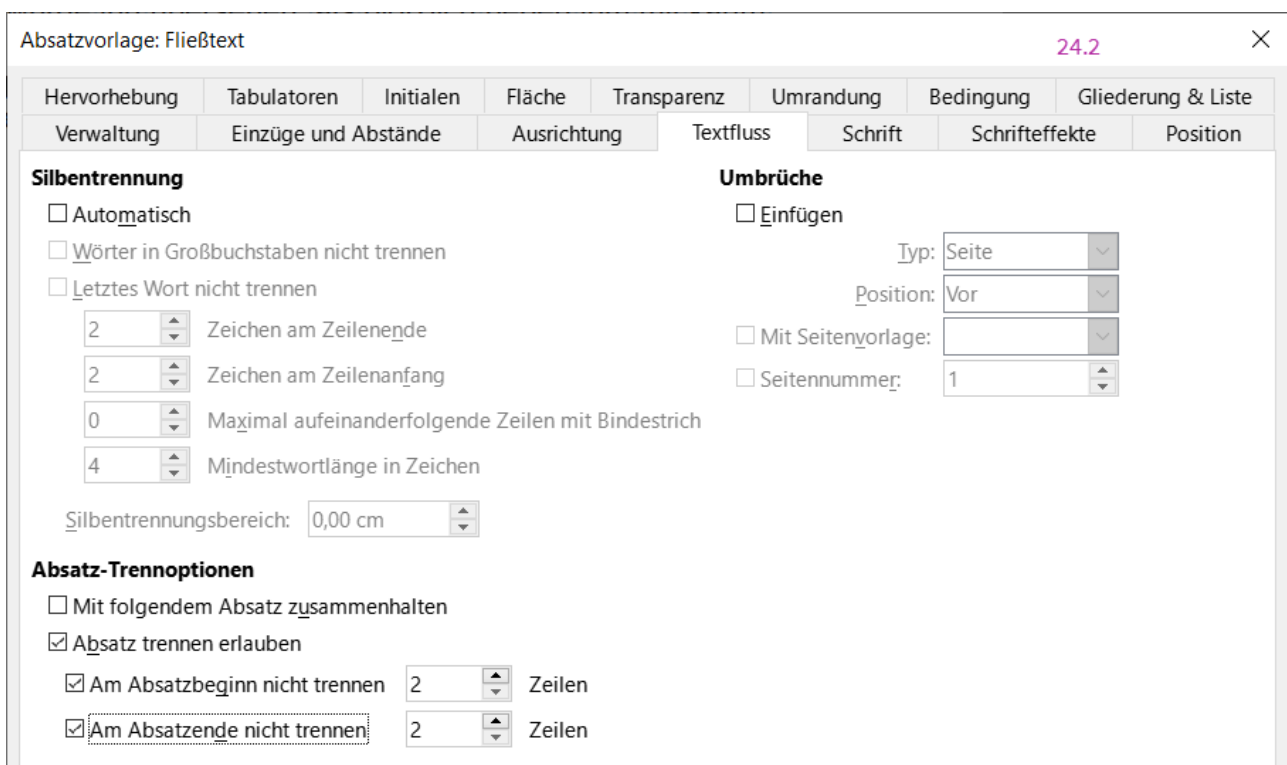 Absatzvorlage: Fließtext
24.2
Hervorhebung Tabulatoren Initialen Fläche Transparenz Umrandung Bedingung Gliederung & Liste
Verwaltung Einzüge und Abstände Ausrichtung Textfluss Schrift Schrifteffekte Position
Silbentrennung
Automatisch
Wörter in Großbuchstaben nicht trennen
Letztes Wort nicht trennen
2 Zeichen am Zeilenende
2 Zeichen am Zeilenanfang
0 Maximal aufeinanderfolgende Zeilen mit Bindestrich
4 Mindestwortlänge in Zeichen
Silbentrennungsbereich: 0,00 cm
Umbrüche
Einfügen
Typ: Seite
Position: Vor
Mit Seitenvorlage:
Seitennummer: 1
Absatz-Trennoptionen
Mit folgendem Absatz zusammenhalten
Absatz trennen erlauben
Am Absatzbeginn nicht trennen 2 Zeilen
Am Absatzende nicht trennen 2 Zeilen